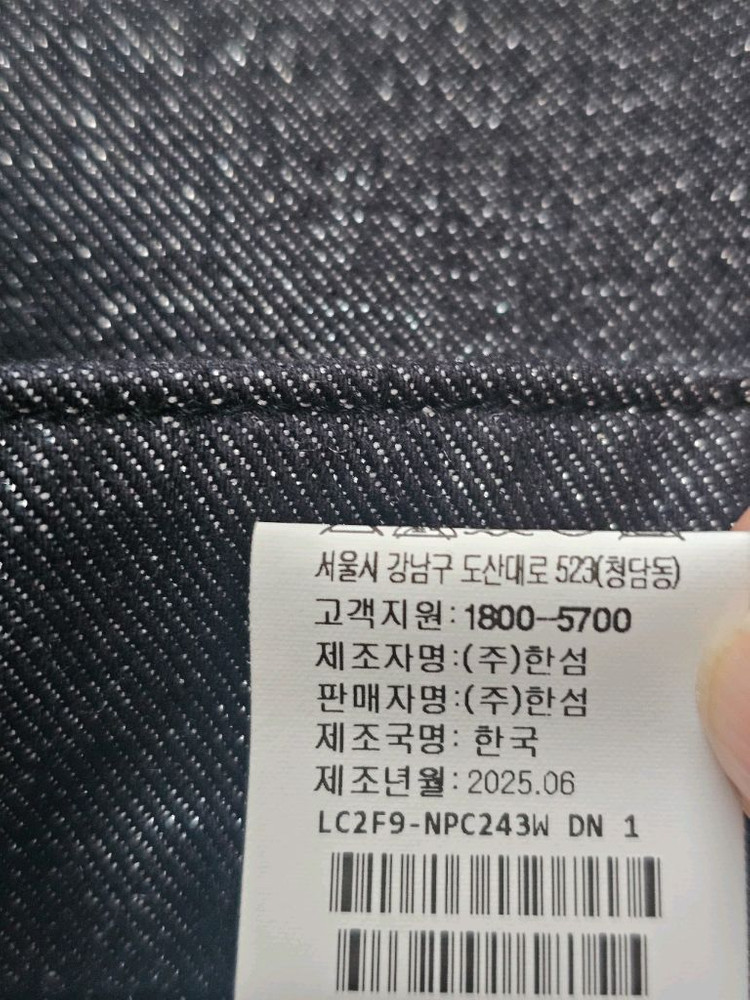 서울시 강남구 도산대로 523(청담동)
고객지원:1800-5700
제조자명:(주)한섬
판매자명:(주)한섬
제조국명: 한국
제조년월: 2025.06
LC2F9-NPC243W DN 1